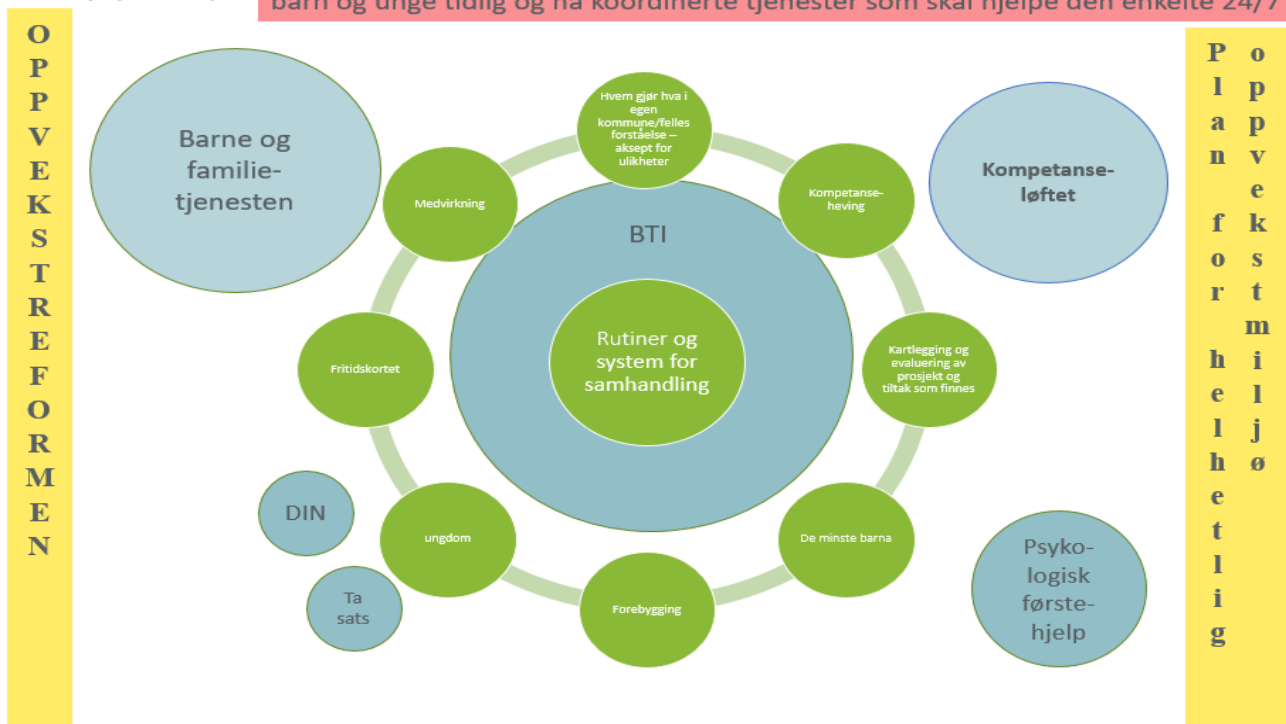 barn og unge tidlig og nå koordinerte tjenester som skal hjelpe den enkelte 24/7
OPPVEKSTREFORMEN
Barne og
familie-
tjenesten
Hvem gjør hva i
egen
kommune/felles
forståelse –
aksept for
ulikheter
Kompetanse-
løftet
Medvirkning
Kompetanse-
heving
BTI
Rutiner og
system for
samhandling
Fritidskortet
Kartlegging og
evaluering av
prosjekt og
tiltak som finnes
DIN
ungdom
De minste barna
Ta
sats
Forebygging
Psyko-
logisk
første-
hjelp
Plan for helhetlig
oppvekstmiljø